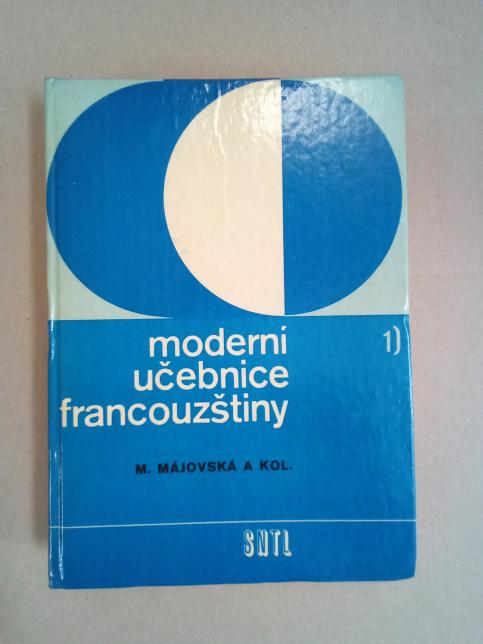 moderní
učebnice
francouzštiny
1)
M. MÁJOVSKÁ A KOL.
SNTL